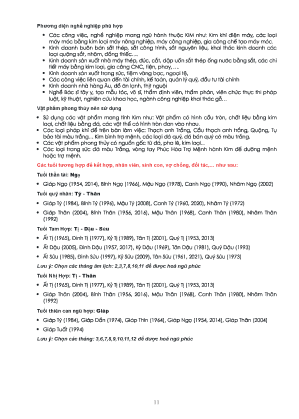 Phương diện nghề nghiệp phù hợp
• Các công việc, nghề nghiệp mang ngũ hành thuộc KIM như: Kim khí điện máy, các loại
máy móc bằng kim loại máy nông nghiệp, máy công nghiệp, gia công chế tạo máy móc.
• Kinh doanh buôn bán sắt thép, sắt công trình, sắt nguyên liệu, khai thác kinh doanh các
loại quặng sắt, nhôm, đồng thiếc,...
• Kinh doanh sản xuất nhà máy thép, đúc, cắt, dập uốn sắt thép ống nước bằng sắt, các chi
tiết máy bằng kim loại, gia công CNC, tiện, phay,....
• Kinh doanh sản xuất trang sức, tiệm vàng bạc, ngoại tệ,
• Các công việc liên quan đến tài chính, kế toán, quản lý quỹ, đầu tư tài chính
• Kinh doanh nhà hàng Âu, đồ ăn lạnh, thịt nguội
• Nghề Bác sĩ tây y, tạo mẫu tóc, võ sĩ, thẩm định viên, thẩm phán, viên chức thực thi pháp
luật, kỹ thuật, nghiên cứu khoa học, ngành công nghiệp khai thác gỗ...
Vật phẩm phong thủy nên sử dụng
• Sử dụng các vật phẩm mang tính Kim như: Vật phẩm có hình cầu tròn, chất liệu bằng kim
loại, chất liệu bằng đá, các vật thể có hình tròn đan vào nhau.
• Các loại pháp khí để trên bàn làm việc: Thạch anh Trắng, Cầu thạch anh trắng, Quặng, Tụ
bảo tài màu trắng... Kim bính trợ mệnh, các loại đá quý, đá bán quý có màu trắng.
• Các vật phẩm phong thủy có nguồn gốc từ đá, pha lê, kim loại..
• Các loại trang sức đá màu Trắng, vòng tay Phúc Hòa Trợ Mệnh hành Kim để đường mệnh
hoặc trợ mệnh.
Các tuổi tương hợp để kết hợp, nhân viên, sinh con, vợ chồng, đối tác,... như sau:
Tuổi thần tài: Ngọ
• Giáp Ngọ (1954, 2014), Bính Ngọ (1966), Mậu Ngọ (1978), Canh Ngọ (1990), Nhâm Ngọ (2002)
Tuổi quý nhân: Tý - Thân
• Giáp Tý (1984), Bính Tý (1996), Mậu Tý (2008), Canh Tý (1960, 2020), Nhâm Tý (1972)
• Giáp Thân (2004), Bính Thân (1956, 2016), Mậu Thân (1968), Canh Thân (1980), Nhâm Thân
(1992)
Tuổi Tam Hợp: Tị - Dậu - Sửu
• Ất Tị (1965), Đinh Tị (1977), Kỷ Tị (1989), Tân Tị (2001), Quý Tị (1953, 2013)
• Ất Dậu (2005), Đinh Dậu (1957, 2017), Kỷ Dậu (1969), Tân Dậu (1981), Quý Dậu (1993)
• Ất Sửu (1985), Đinh Sửu (1997), Kỷ Sửu (2009), Tân Sửu (1961, 2021), Quý Sửu (1973)
Lưu ý: Chọn các tháng âm lịch: 2,3,7,8,10,11 để được hoá ngũ phúc
Tuổi Nhị Hợp: Tị - Thân
• Ất Tị (1965), Đinh Tị (1977), Kỷ Tị (1989), Tân Tị (2001), Quý Tị (1953, 2013)
• Giáp Thân (2004), Bính Thân (1956, 2016), Mậu Thân (1968), Canh Thân (1980), Nhâm Thân
(1992)
Tuổi thiên can ngũ hợp: Giáp
• Giáp Tý (1984), Giáp Dần (1974), Giáp Thìn (1964), Giáp Ngọ (1954, 2014), Giáp Thân (2004)
• Giáp Tuất (1994)
Lưu ý: Chọn các tháng: 3,6,7,8,9,10,11,12 để được hoá ngũ phúc